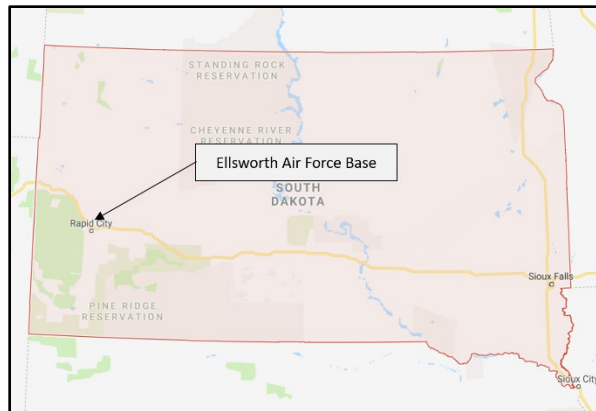 STANDING ROCK
RESERVATION
CHEYENNE RIVER
RESERVATION
Ellsworth Air Force Base
SOUTH
DAKOTA
Rapid City
Sioux Falls
PINE RIDGE
RESERVATION
Sioux City